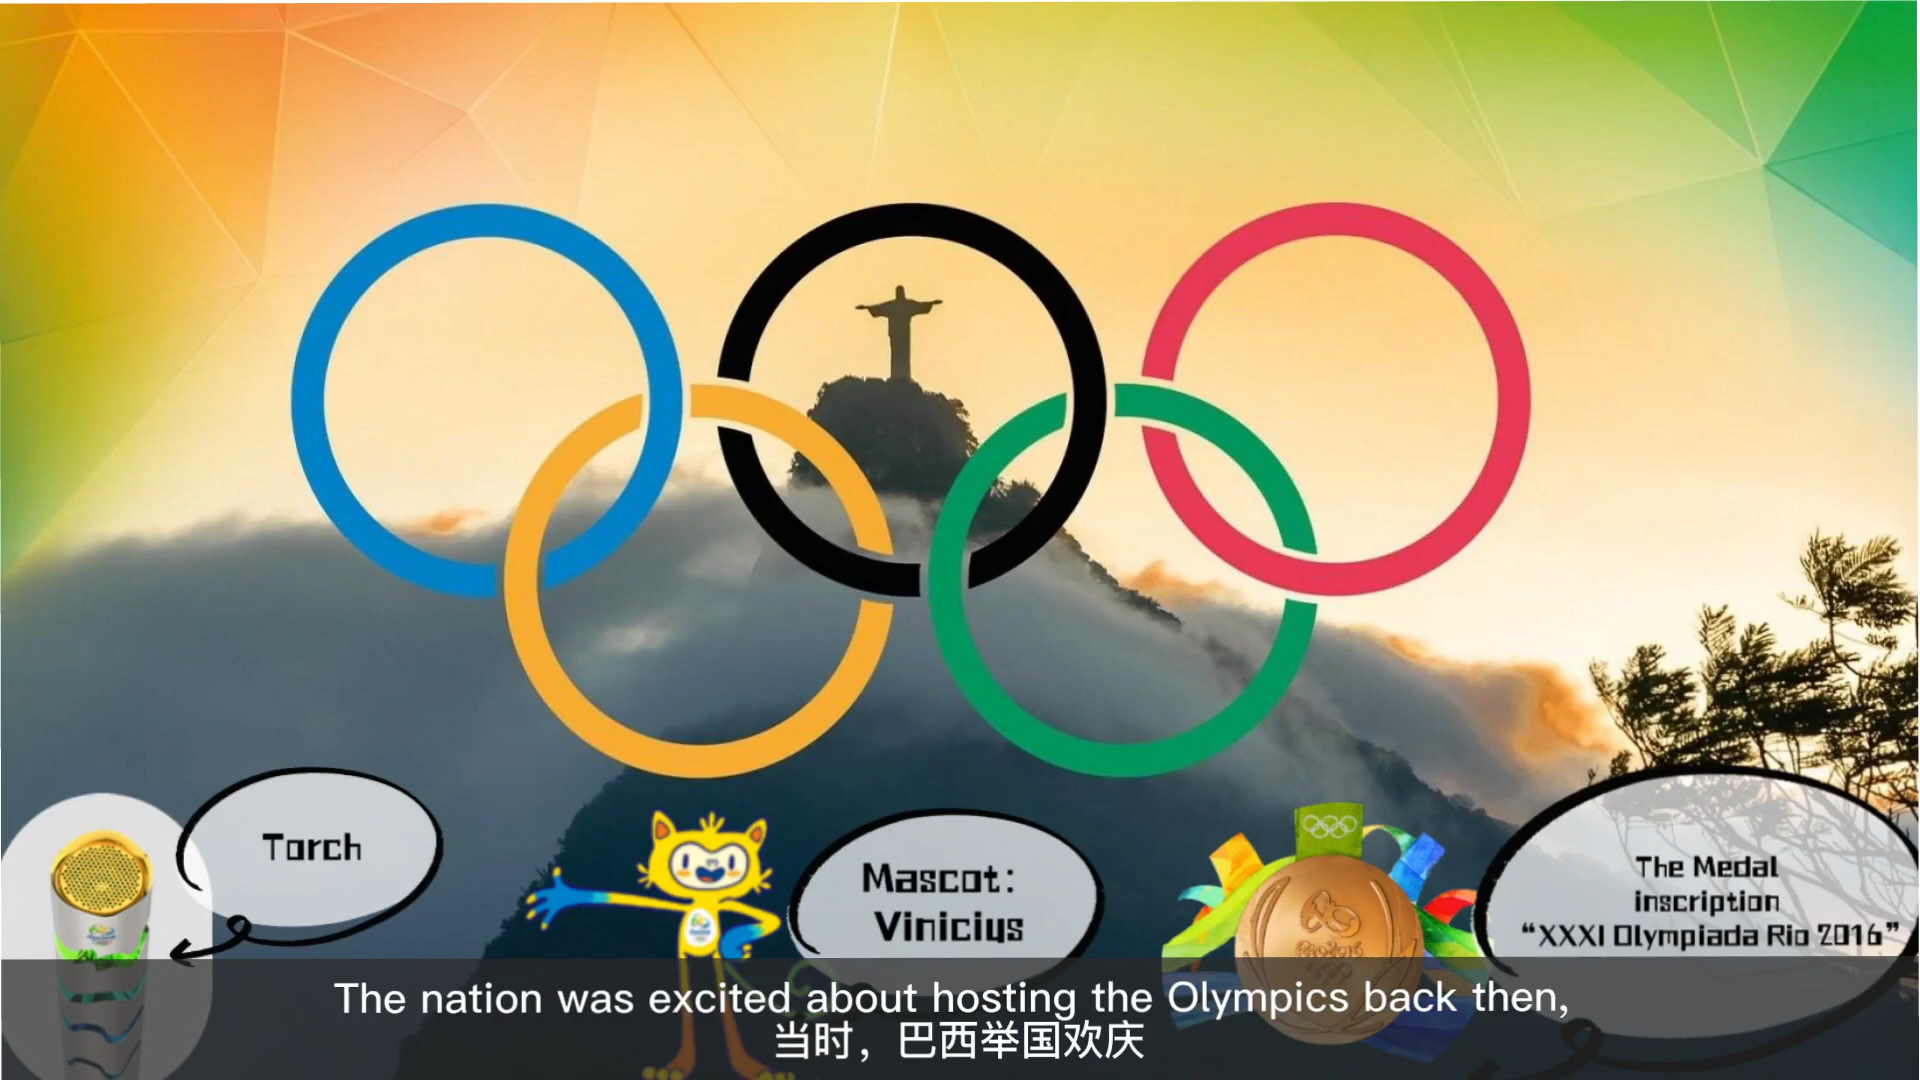 Torch
Mascot:
Vinicius
The Medal
inscription
“XXXI Olympiada Rio 2016”
The nation was excited about hosting the Olympics back then,
当时，巴西举国欢庆